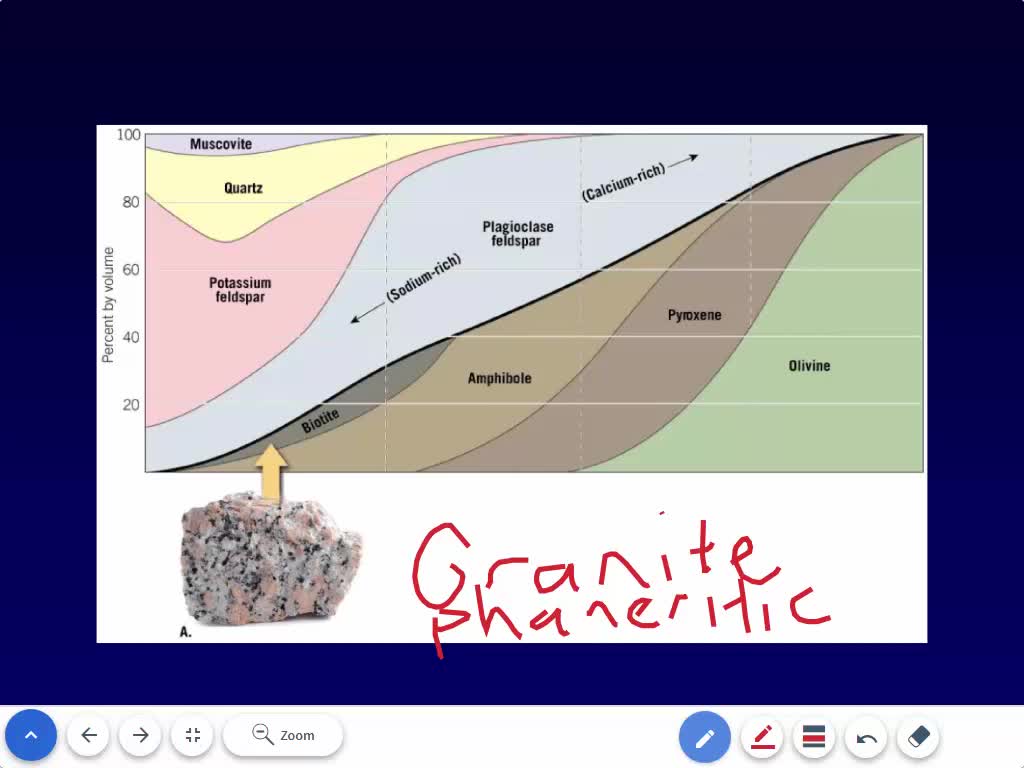 100
Muscovite
Quartz
80
(Calcium-rich)
Plagioclase
feldspar
Percent by volume
60
(Sodium-rich)
Potassium
feldspar
Pyroxene
40
Olivine
Amphibole
20
Biotite
Granite
phaneritic
A.
Zoom